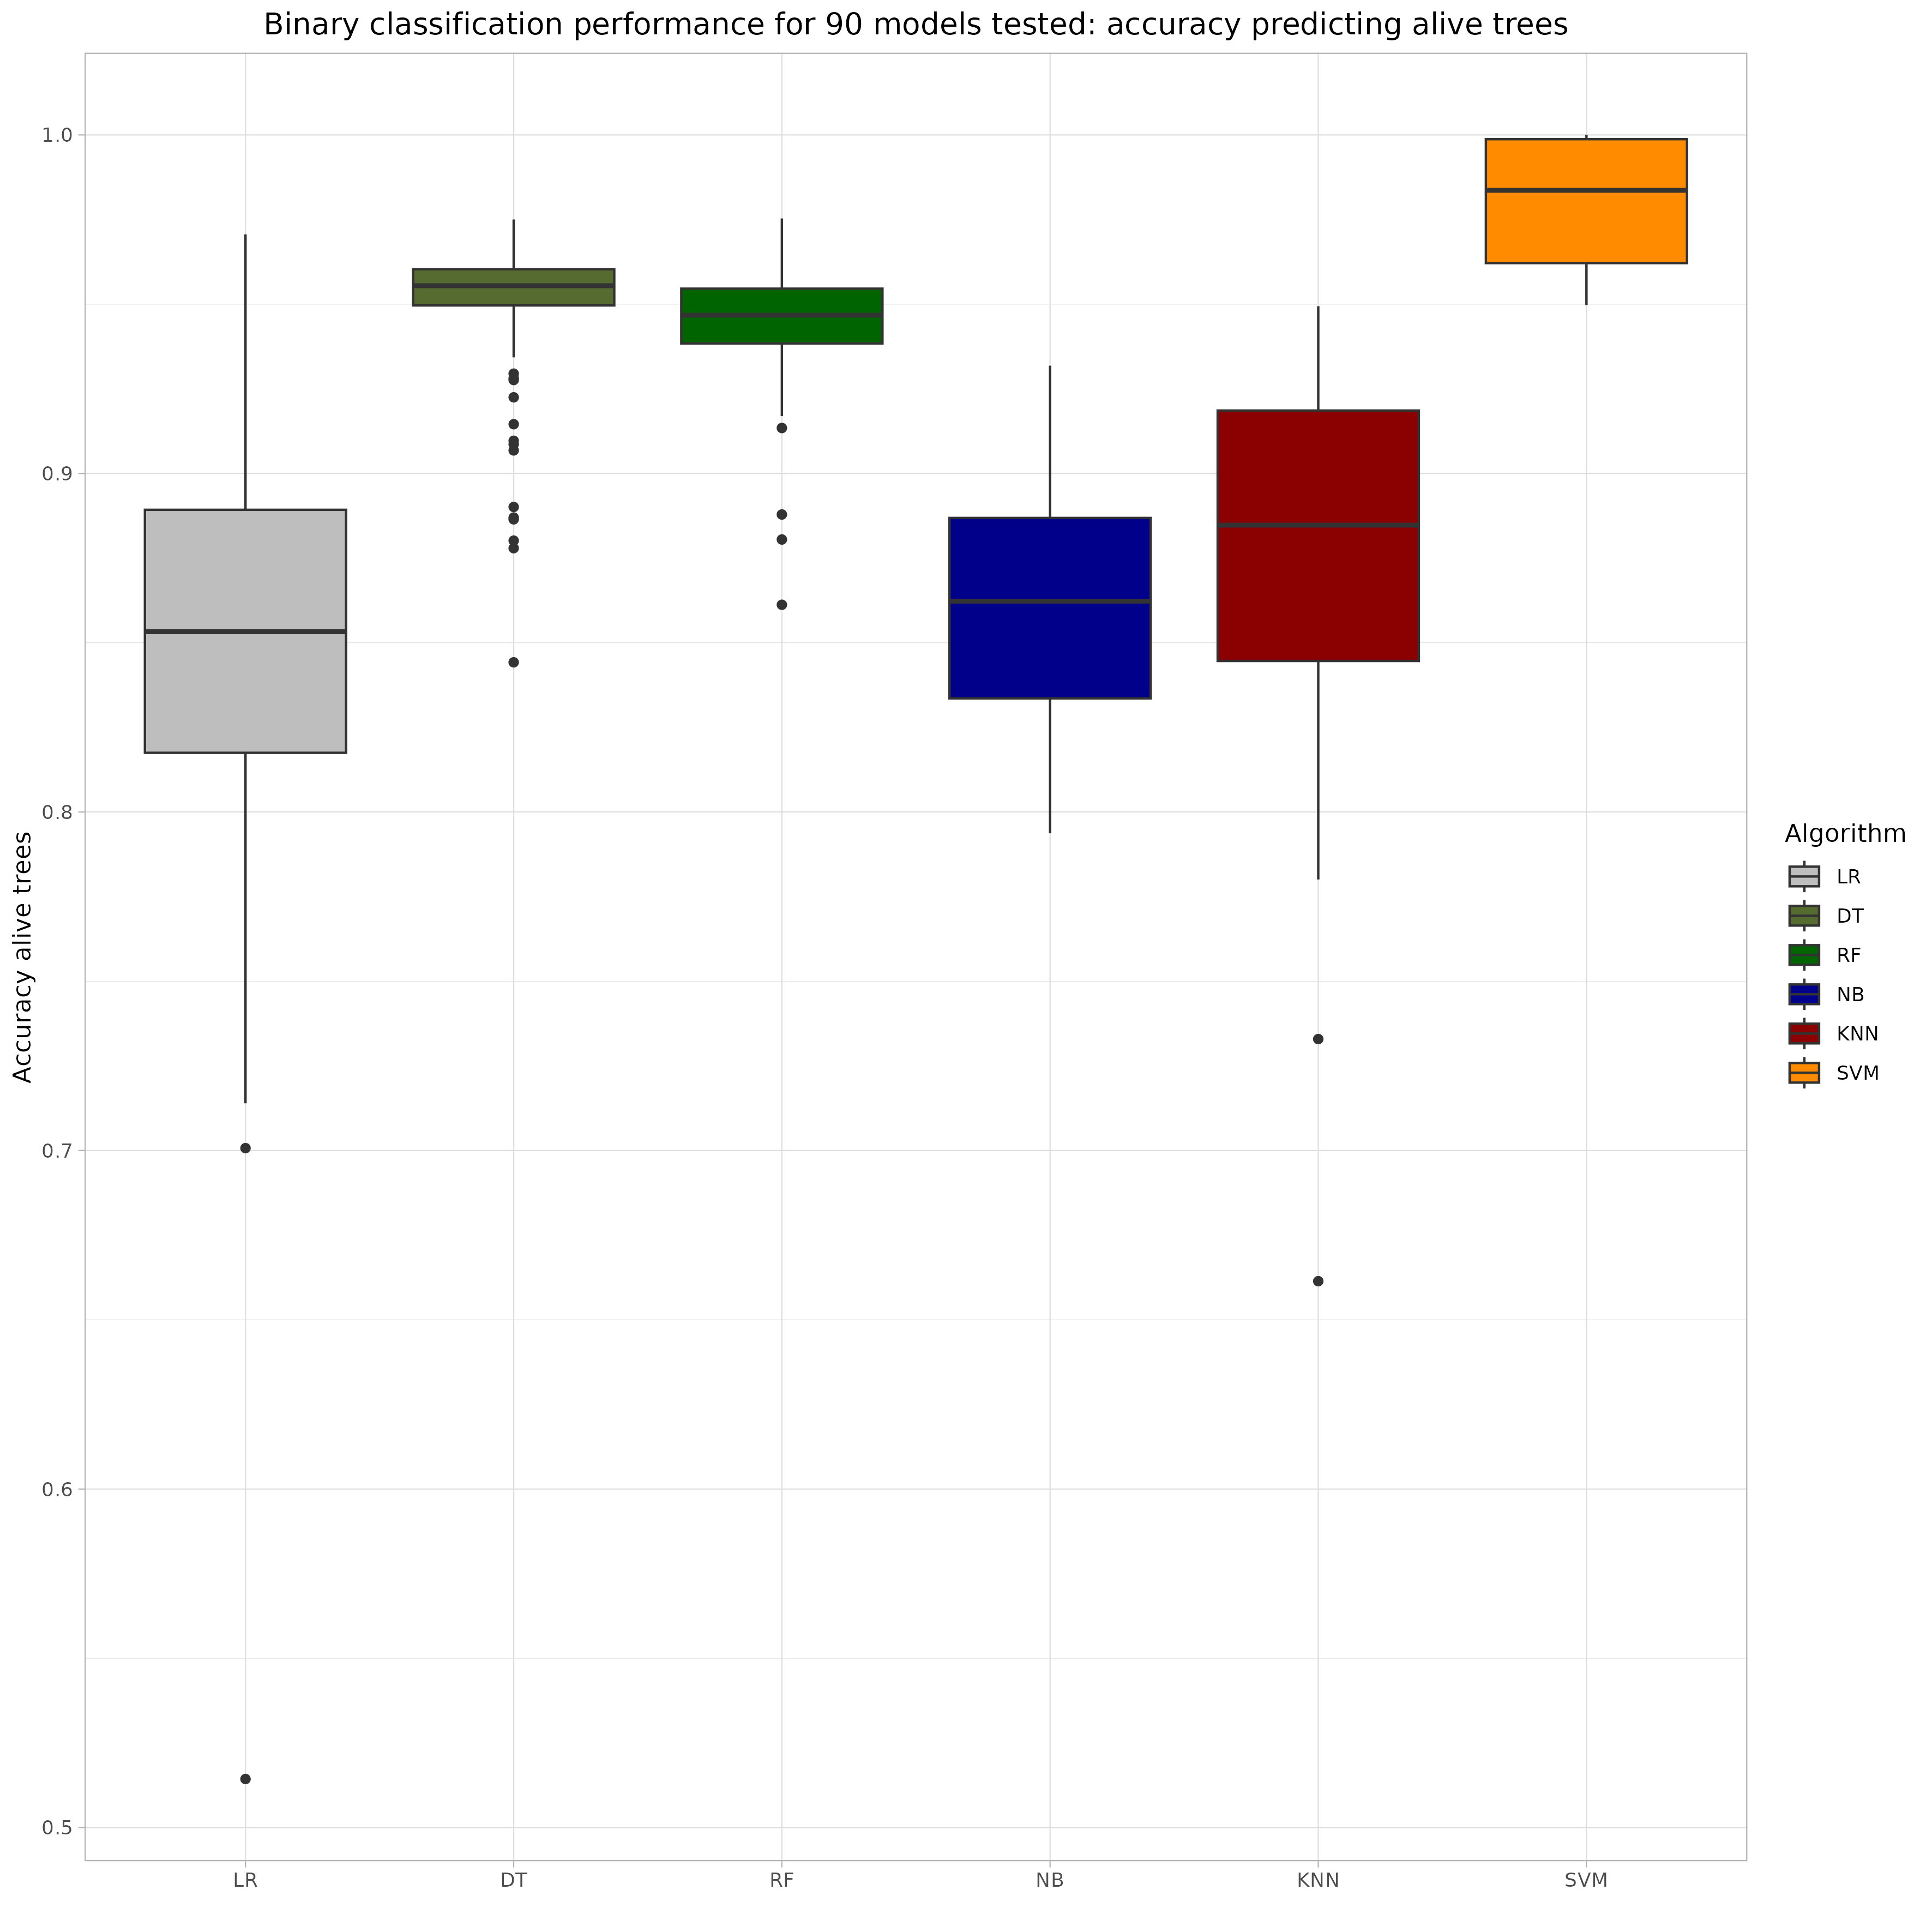 Binary classification performance for 90 models tested: accuracy predicting alive trees
Accuracy alive trees
1.0
0.9
0.8
0.7
0.6
0.5
LR
DT
RF
NB
KNN
SVM
Algorithm
LR
DT
RF
NB
KNN
SVM